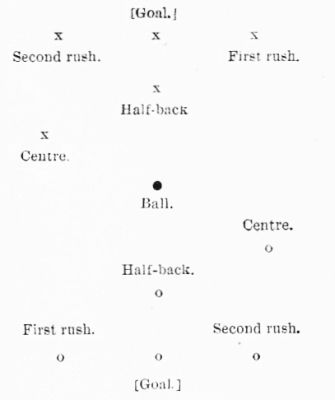 [Goal.]
x x x
Second rush. First rush.
x
Half-back
x
Centre.
Ball.
Centre.
o
Half-back.
o
First rush. Second rush.
o o o
[Goal.]